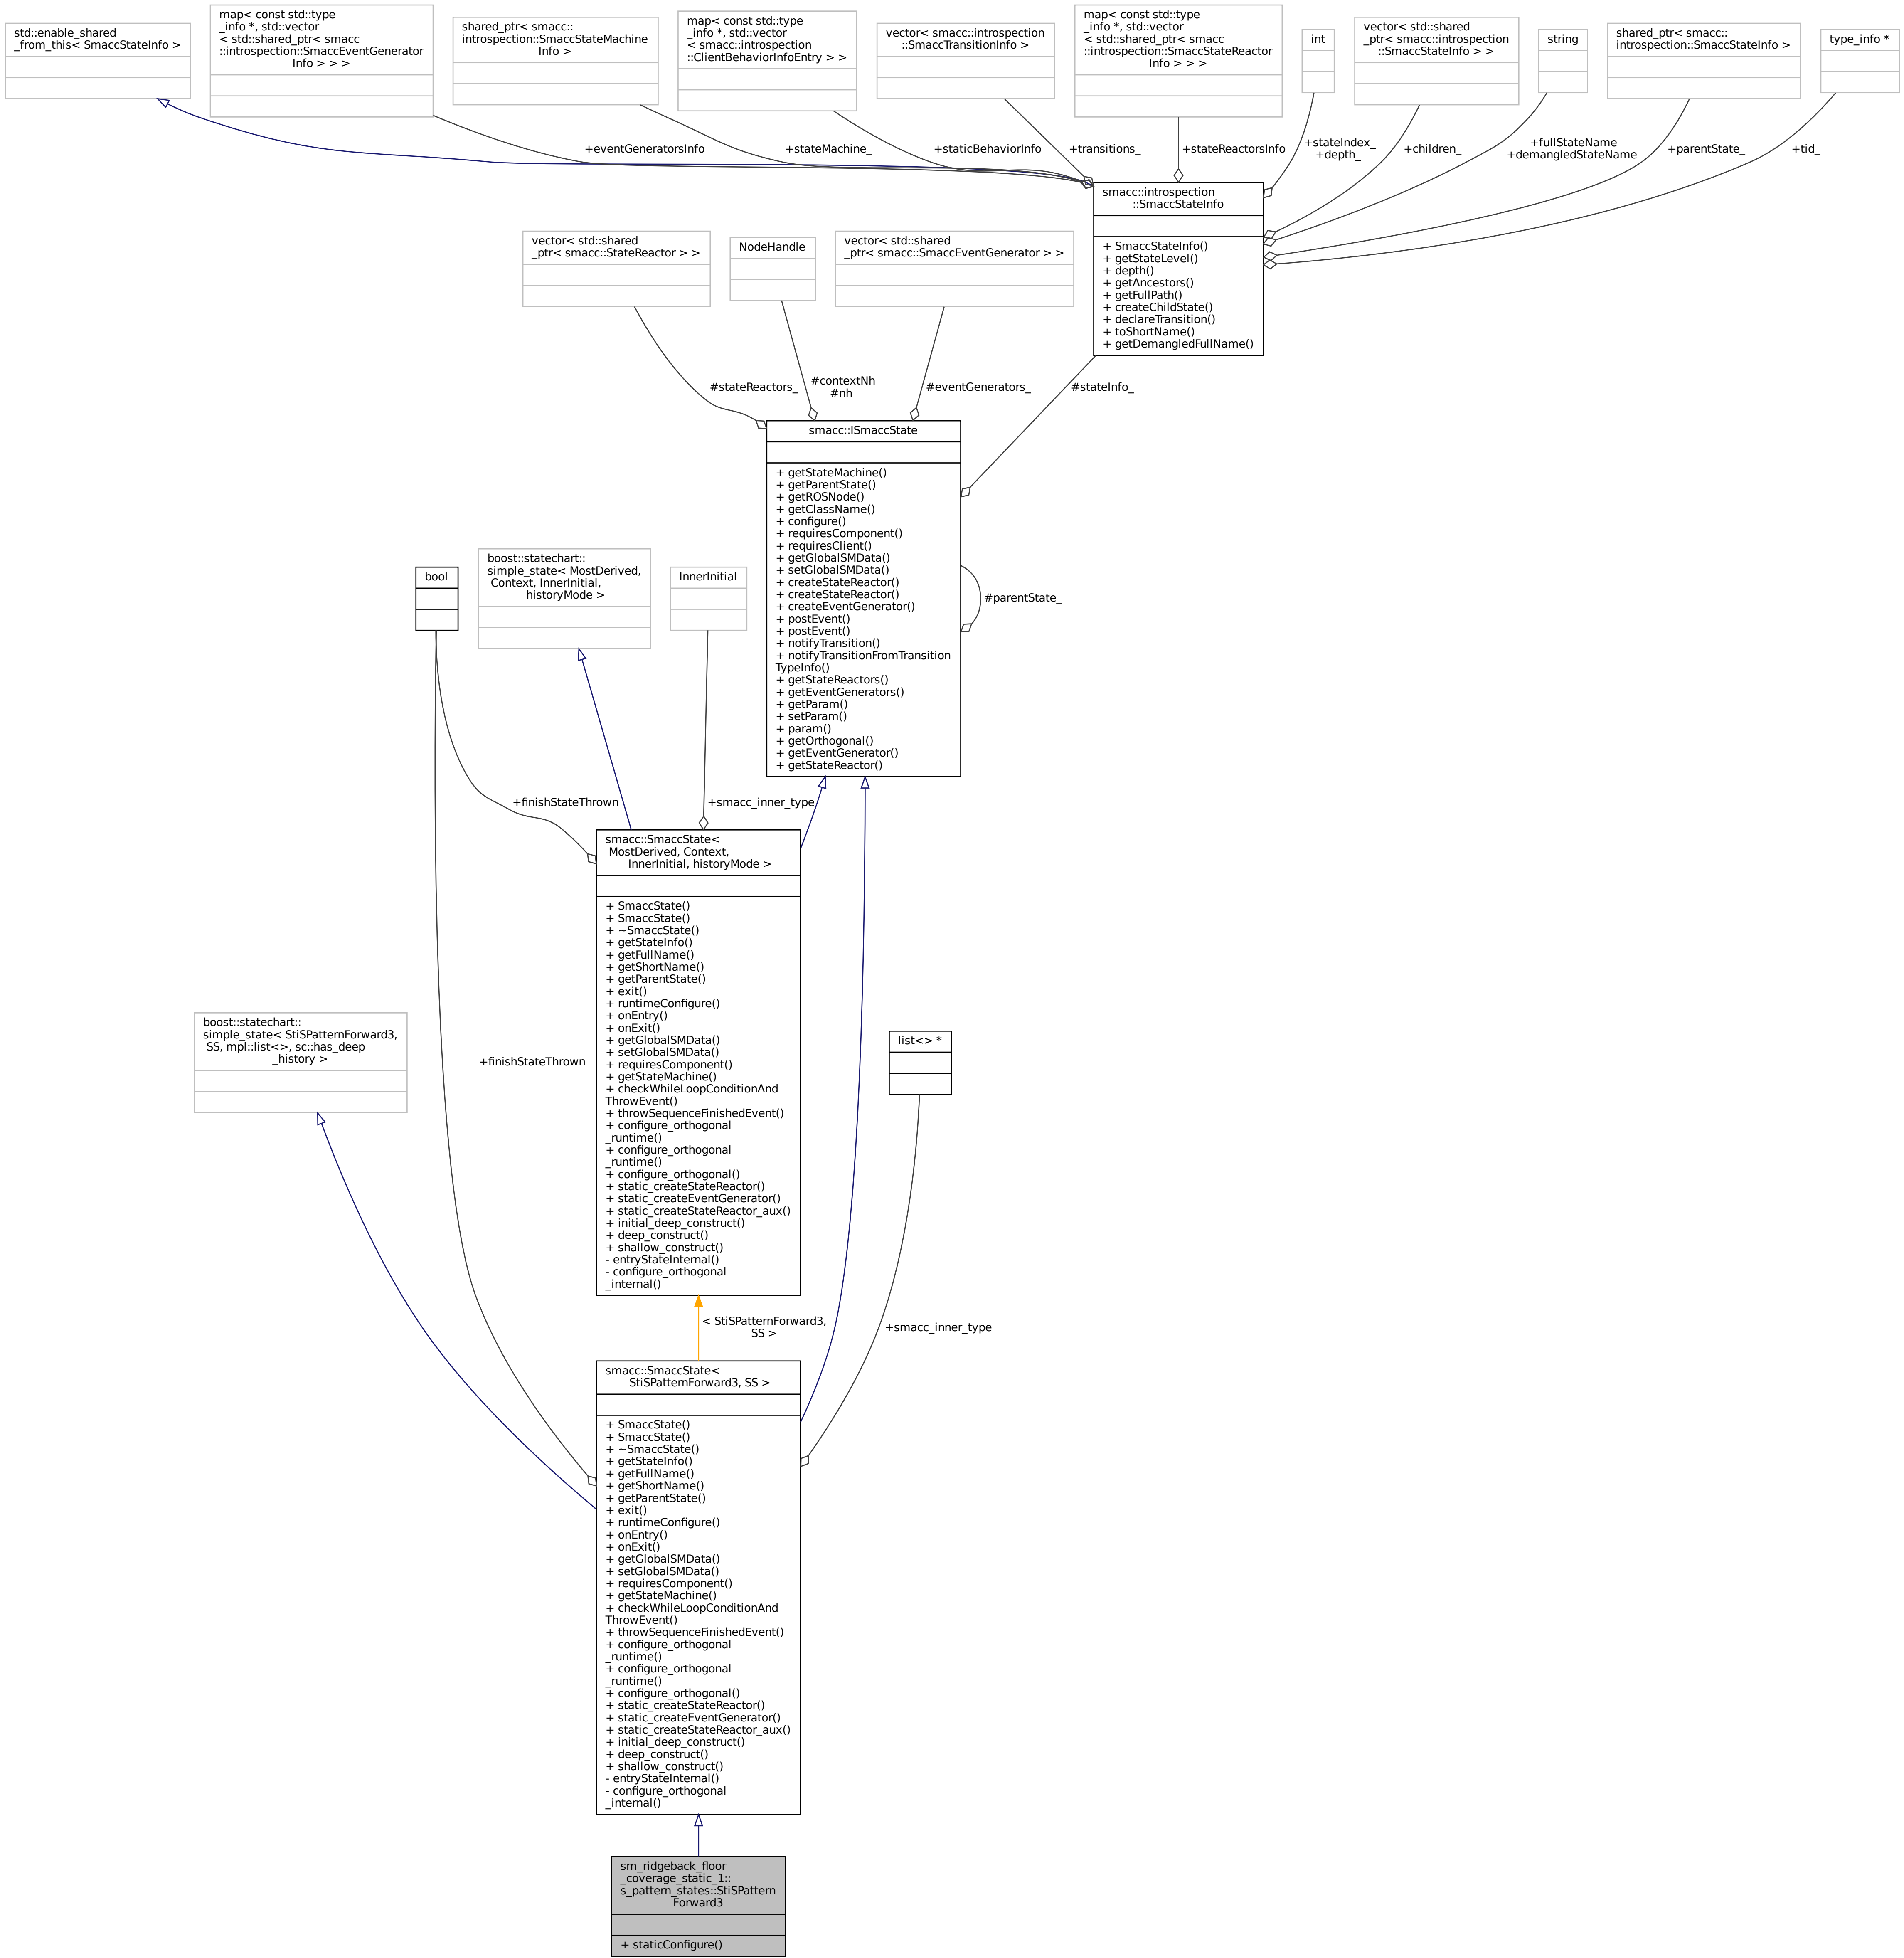 std::enable_shared
_from_this< SmaccStateInfo >
map< const std::type
_info *, std::vector
< std::shared_ptr< smacc
::introspection::SmaccEventGenerator
Info > > >
shared_ptr< smacc::
introspection::SmaccStateMachine
Info >
map< const std::type
_info *, std::vector
< smacc::introspection
::ClientBehaviorInfoEntry > >
vector< smacc::introspection
::SmaccTransitionInfo >
map< const std::type
_info *, std::vector
< std::shared_ptr< smacc
::introspection::SmaccStateReactor
Info > > >
int
vector< std::shared
_ptr< smacc::introspection
::SmaccStateInfo > >
string
shared_ptr< smacc::
introspection::SmaccStateInfo >
type_info *
+eventGeneratorsInfo
+stateMachine_
+staticBehaviorInfo
+transitions_
+stateReactorsInfo
+stateIndex_
+depth_
+children_
+fullStateName
+demangledStateName
+parentState_
+tid_
smacc::introspection
::SmaccStateInfo
+ SmaccStateInfo()
+ getStateLevel()
+ depth()
+ getAncestors()
+ getFullPath()
+ createChildState()
+ declareTransition()
+ toShortName()
+ getDemangledFullName()
vector< std::shared
_ptr< smacc::StateReactor > >
NodeHandle
vector< std::shared
_ptr< smacc::SmaccEventGenerator > >
#stateReactors_
#contextNh
#nh
#eventGenerators_
#stateInfo_
smacc::ISmaccState
+ getStateMachine()
+ getParentState()
+ getROSNode()
+ getClassName()
+ configure()
+ requiresComponent()
+ requiresClient()
+ getGlobalSMData()
+ setGlobalSMData()
+ createStateReactor()
+ createStateReactor()
+ createEventGenerator()
+ postEvent()
+ postEvent()
+ notifyTransition()
+ notifyTransitionFromTransition
TypeInfo()
+ getStateReactors()
+ getEventGenerators()
+ getParam()
+ setParam()
+ param()
+ getOrthogonal()
+ getEventGenerator()
+ getStateReactor()
#parentState_
bool
boost::statechart::
simple_state< MostDerived,
Context, InnerInitial,
historyMode >
InnerInitial
+finishStateThrown
+smacc_inner_type
smacc::SmaccState<
MostDerived, Context,
InnerInitial, historyMode >
+ SmaccState()
+ SmaccState()
+ ~SmaccState()
+ getStateInfo()
+ getFullName()
+ getShortName()
+ getParentState()
+ exit()
+ runtimeConfigure()
+ onEntry()
+ onExit()
+ getGlobalSMData()
+ setGlobalSMData()
+ requiresComponent()
+ getStateMachine()
+ checkWhileLoopConditionAnd
ThrowEvent()
+ throwSequenceFinishedEvent()
+ configure_orthogonal
_runtime()
+ configure_orthogonal
_runtime()
+ configure_orthogonal()
+ static_createStateReactor()
+ static_createEventGenerator()
+ static_createStateReactor_aux()
+ initial_deep_construct()
+ deep_construct()
+ shallow_construct()
- entryStateInternal()
- configure_orthogonal
_internal()
boost::statechart::
simple_state< StiSPatternForward3,
SS, mpl::list<>, sc::has_deep
_history >
+finishStateThrown
list<> *
< StiSPatternForward3,
SS >
+smacc_inner_type
smacc::SmaccState<
StiSPatternForward3, SS >
+ SmaccState()
+ SmaccState()
+ ~SmaccState()
+ getStateInfo()
+ getFullName()
+ getShortName()
+ getParentState()
+ exit()
+ runtimeConfigure()
+ onEntry()
+ onExit()
+ getGlobalSMData()
+ setGlobalSMData()
+ requiresComponent()
+ getStateMachine()
+ checkWhileLoopConditionAnd
ThrowEvent()
+ throwSequenceFinishedEvent()
+ configure_orthogonal
_runtime()
+ configure_orthogonal
_runtime()
+ configure_orthogonal()
+ static_createStateReactor()
+ static_createEventGenerator()
+ static_createStateReactor_aux()
+ initial_deep_construct()
+ deep_construct()
+ shallow_construct()
- entryStateInternal()
- configure_orthogonal
_internal()
sm_ridgeback_floor
_coverage_static_1::
s_pattern_states::StiSPattern
Forward3
+ staticConfigure()